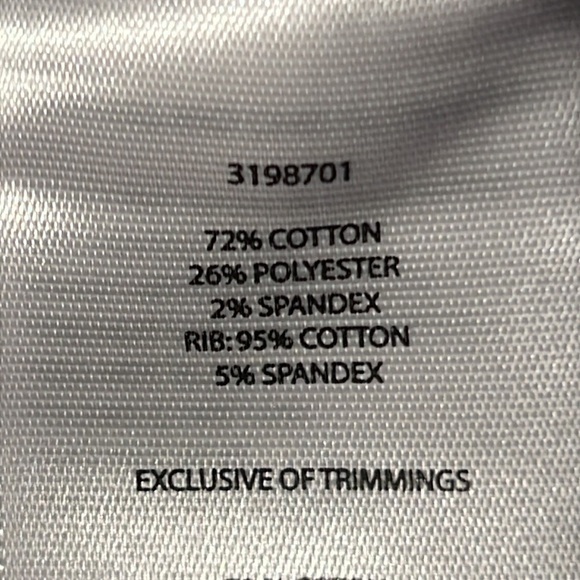 3198701
72% COTTON
26% POLYESTER
2% SPANDEX
RIB: 95% COTTON
5% SPANDEX
EXCLUSIVE OF TRIMMINGS